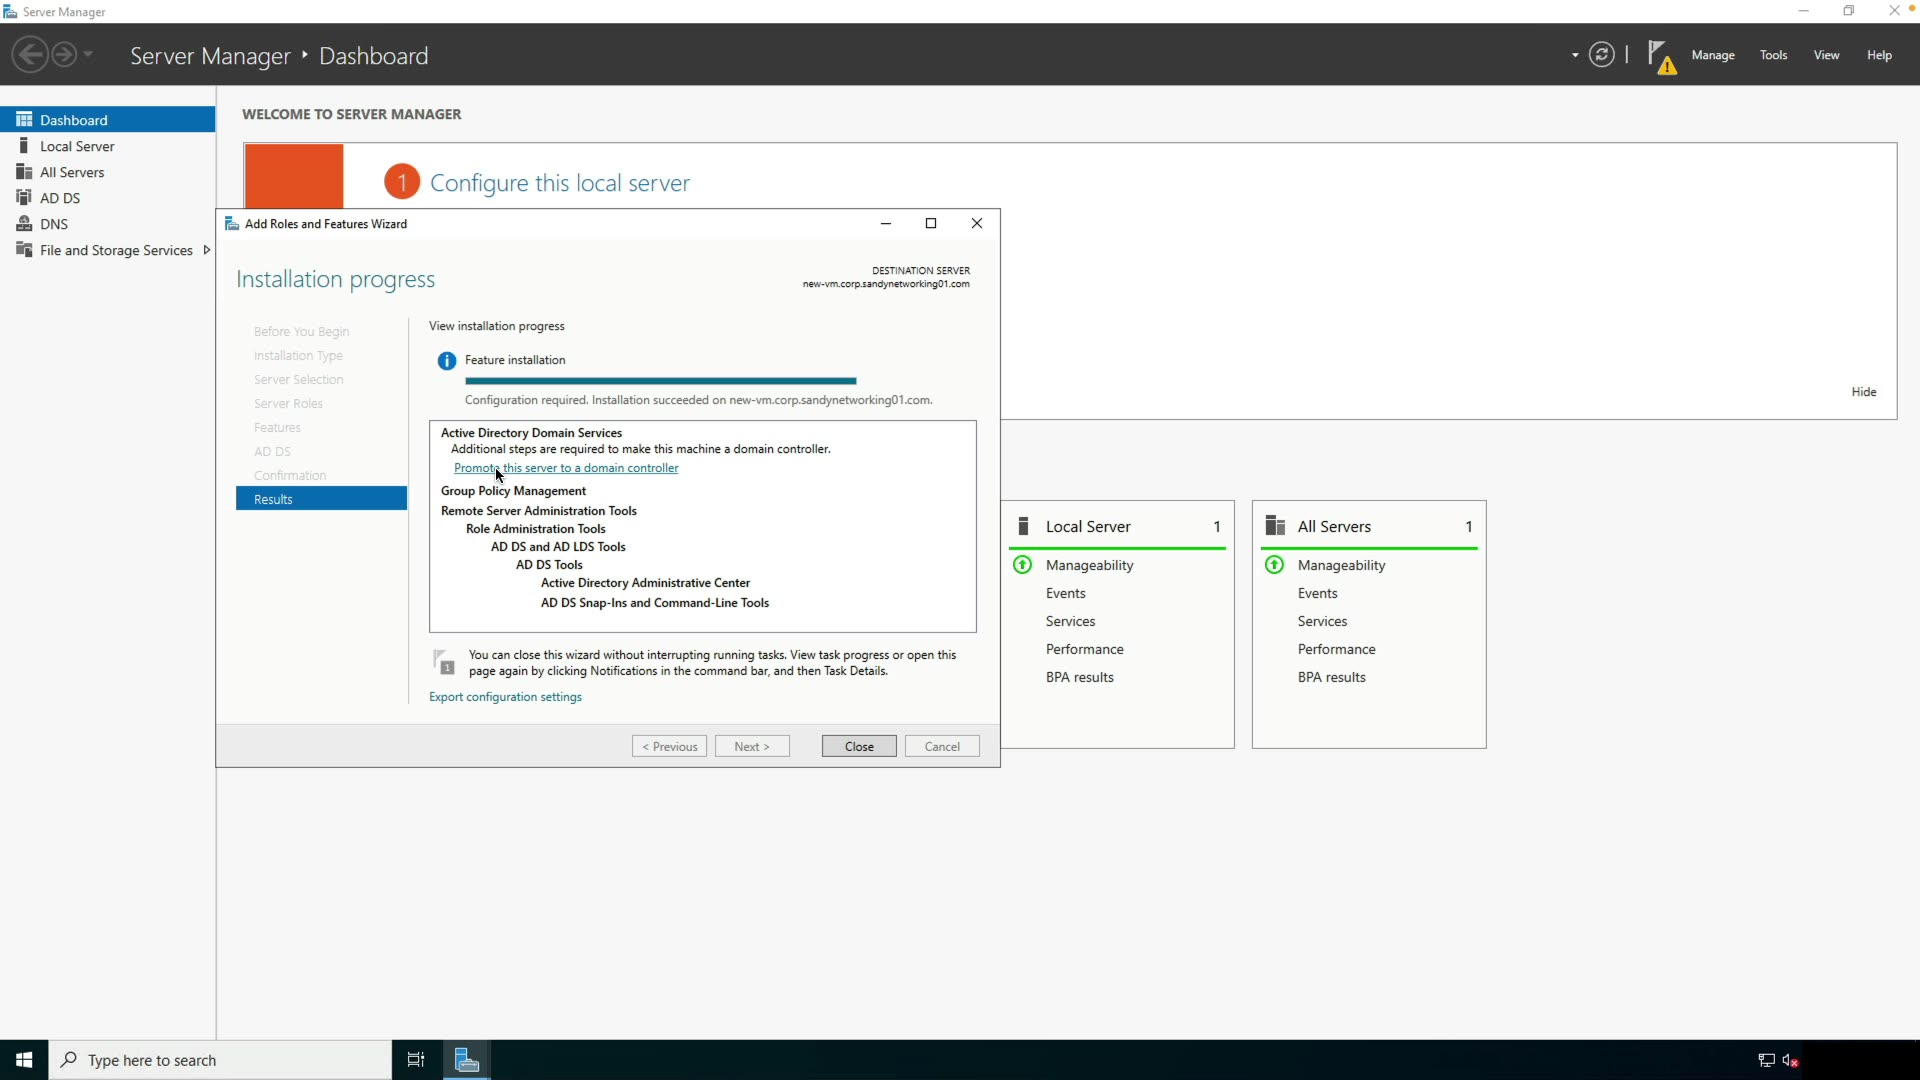 Server Manager
Server Manager ‣ Dashboard
Manage
Tools
View
Help
Dashboard
Local Server
All Servers
AD DS
DNS
File and Storage Services
WELCOME TO SERVER MANAGER
1 Configure this local server
Hide
Add Roles and Features Wizard
Installation progress
DESTINATION SERVER
new-vm.corp.sandynetworking01.com
Before You Begin
Installation Type
Server Selection
Server Roles
Features
AD DS
Confirmation
Results
View installation progress
Feature installation
Configuration required. Installation succeeded on new-vm.corp.sandynetworking01.com.
Active Directory Domain Services
Additional steps are required to make this machine a domain controller.
Promote this server to a domain controller
Group Policy Management
Remote Server Administration Tools
Role Administration Tools
AD DS and AD LDS Tools
AD DS Tools
Active Directory Administrative Center
AD DS Snap-Ins and Command-Line Tools
1
You can close this wizard without interrupting running tasks. View task progress or open this
page again by clicking Notifications in the command bar, and then Task Details.
Export configuration settings
< Previous
Next >
Close
Cancel
Local Server 1
Manageability
Events
Services
Performance
BPA results
All Servers 1
Manageability
Events
Services
Performance
BPA results
Type here to search